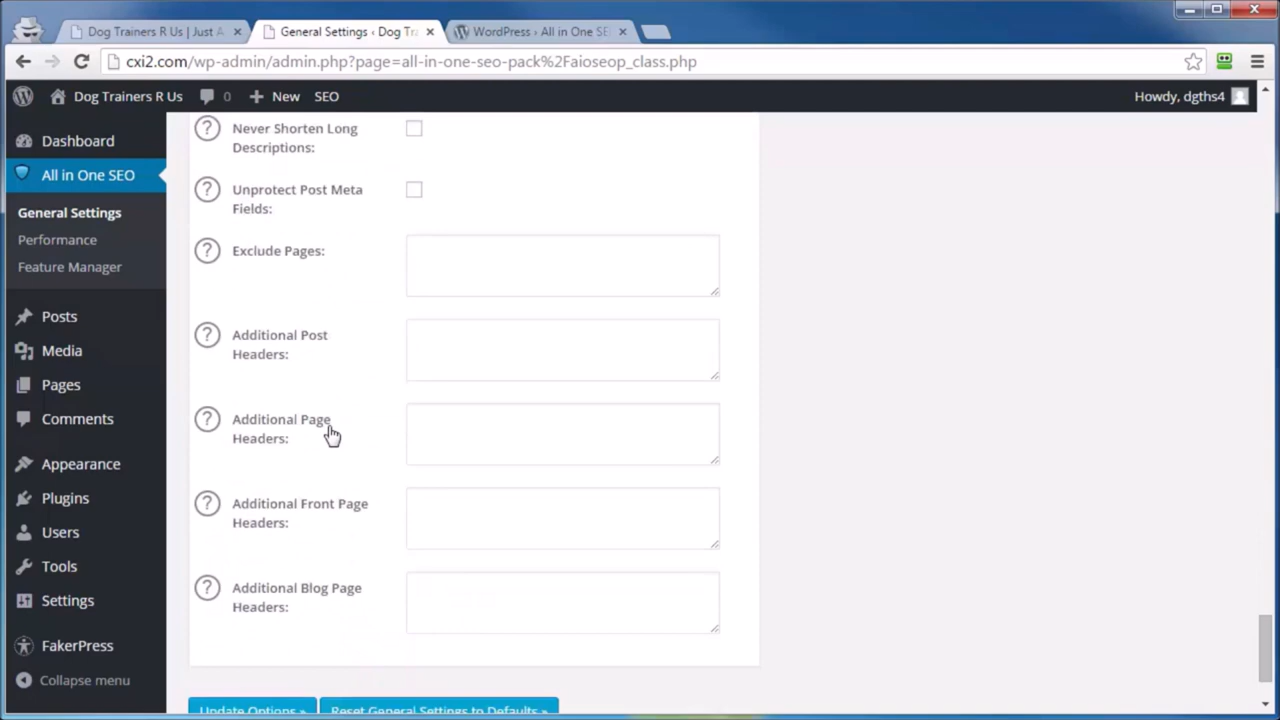 Dog Trainers R Us | Just A
General Settings ‹ Dog Tr
WordPress › All in One SE
cxi2.com/wp-admin/admin.php?page=all-in-one-seo-pack%2Faioseop_class.php
Dog Trainers R Us 0 New SEO Howdy, dgths4
Dashboard
All in One SEO
General Settings
Performance
Feature Manager
Posts
Media
Pages
Comments
Appearance
Plugins
Users
Tools
Settings
FakerPress
Collapse menu
? Never Shorten Long
Descriptions:
? Unprotect Post Meta
Fields:
? Exclude Pages:
? Additional Post
Headers:
? Additional Page
Headers:
? Additional Front Page
Headers:
? Additional Blog Page
Headers:
Update Options »
Reset General Settings to Defaults »